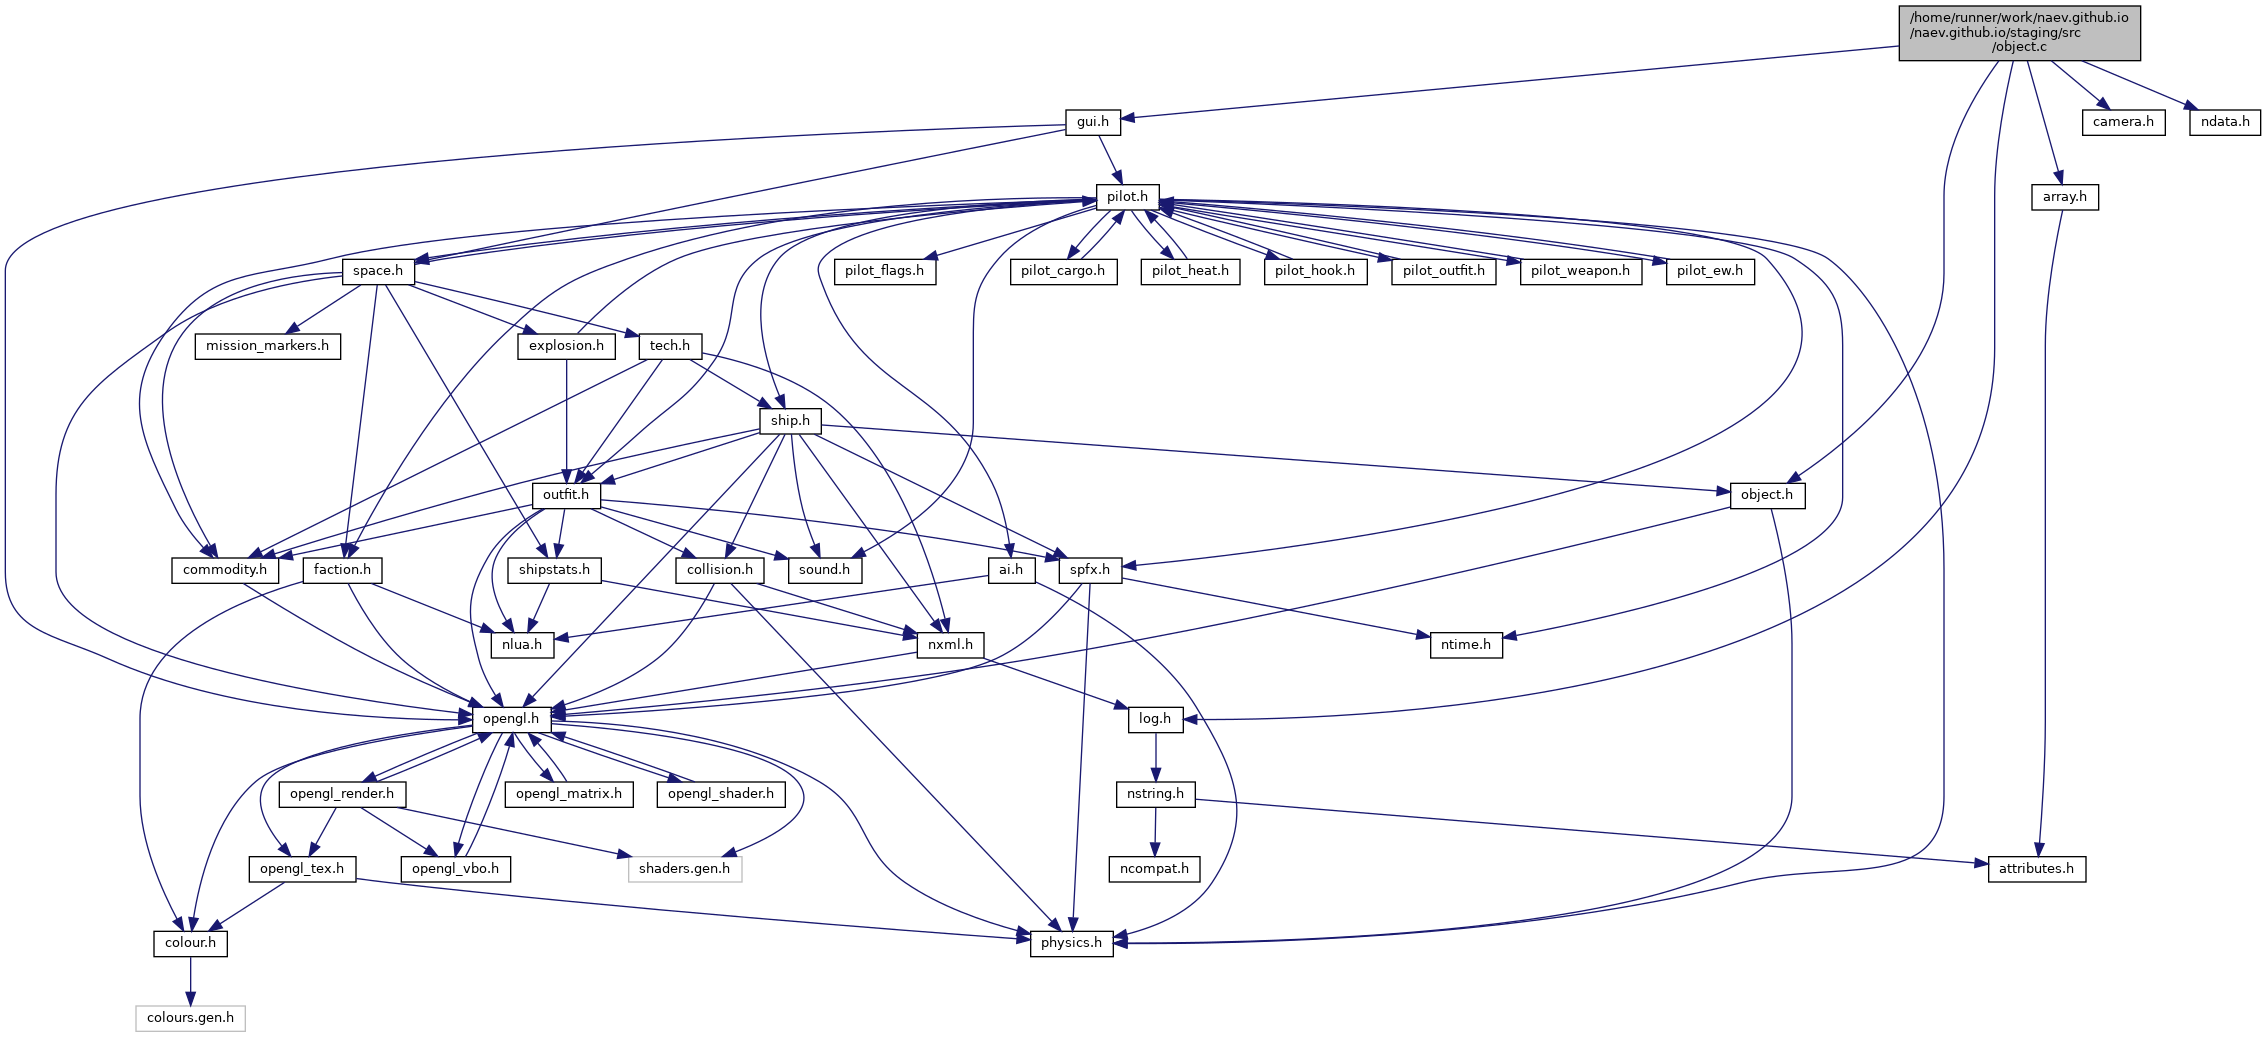 /home/runner/work/naev.github.io
/naev.github.io/staging/src
/object.c
gui.h
camera.h
ndata.h
pilot.h
array.h
space.h
pilot_flags.h
pilot_cargo.h
pilot_heat.h
pilot_hook.h
pilot_outfit.h
pilot_weapon.h
pilot_ew.h
mission_markers.h
explosion.h
tech.h
ship.h
outfit.h
object.h
commodity.h
faction.h
shipstats.h
collision.h
sound.h
ai.h
spfx.h
nlua.h
nxml.h
ntime.h
opengl.h
log.h
opengl_render.h
opengl_matrix.h
opengl_shader.h
nstring.h
opengl_tex.h
opengl_vbo.h
shaders.gen.h
ncompat.h
attributes.h
colour.h
physics.h
colours.gen.h